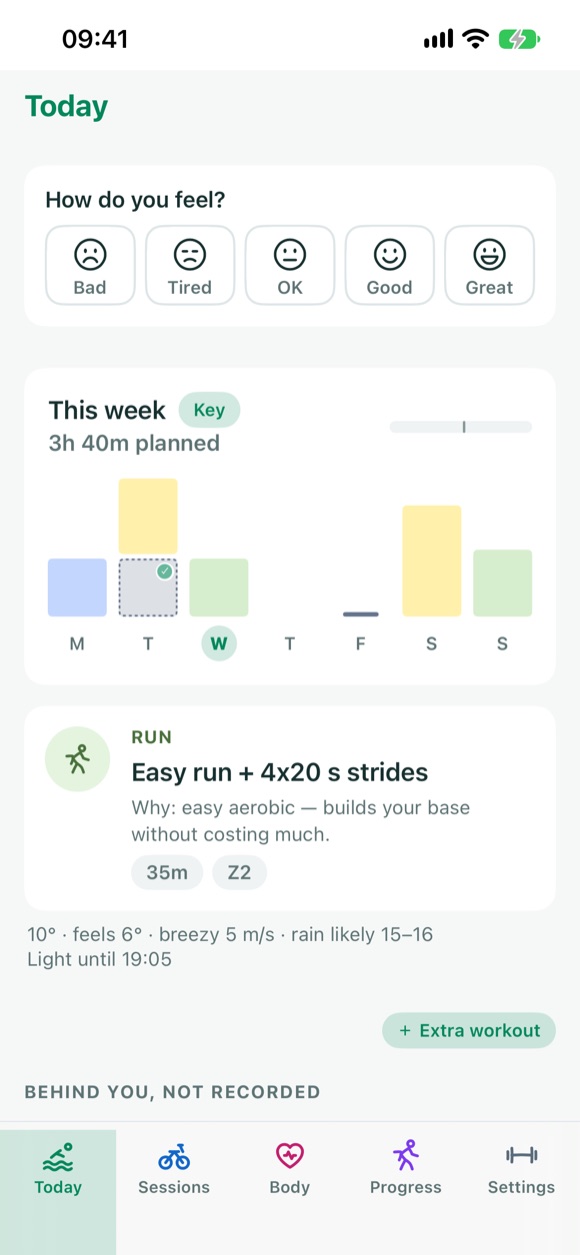 09:41
Today
How do you feel?
Bad
Tired
OK
Good
Great
This week
Key
3h 40m planned
M
T
W
T
F
S
S
RUN
Easy run + 4x20 s strides
Why: easy aerobic — builds your base
without costing much.
35m
Z2
10° · feels 6° · breezy 5 m/s · rain likely 15–16
Light until 19:05
+ Extra workout
BEHIND YOU, NOT RECORDED
Today
Sessions
Body
Progress
Settings